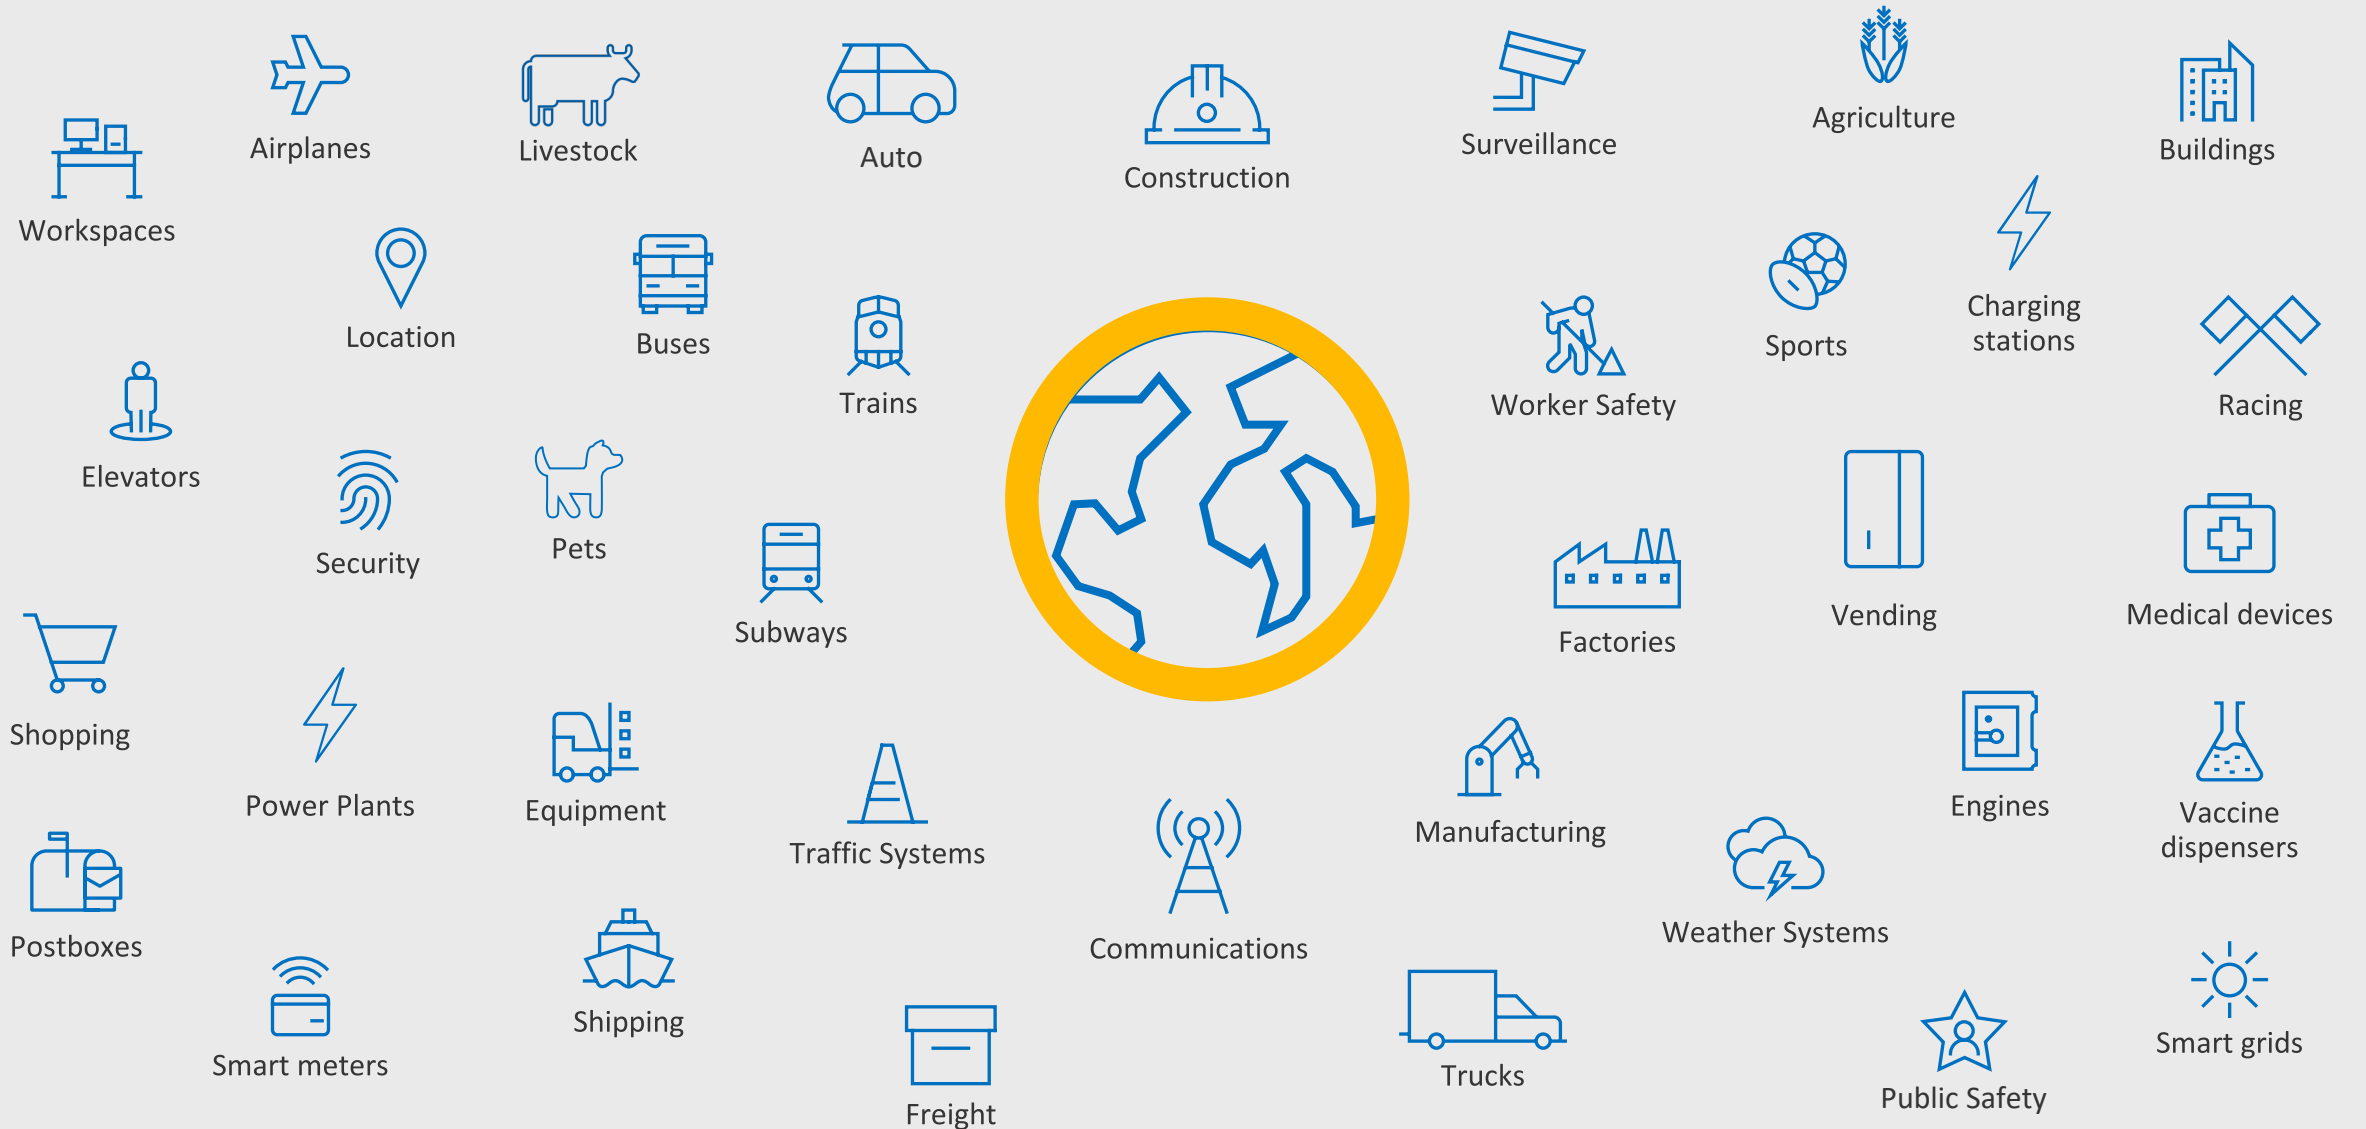 Airplanes
Livestock
Auto
Construction
Surveillance
Agriculture
Buildings
Workspaces
Location
Buses
Trains
Worker Safety
Sports
Charging
stations
Racing
Elevators
Security
Pets
Subways
Factories
Vending
Medical devices
Shopping
Power Plants
Equipment
Traffic Systems
Manufacturing
Engines
Vaccine
dispensers
Postboxes
Communications
Weather Systems
Smart meters
Shipping
Freight
Trucks
Public Safety
Smart grids